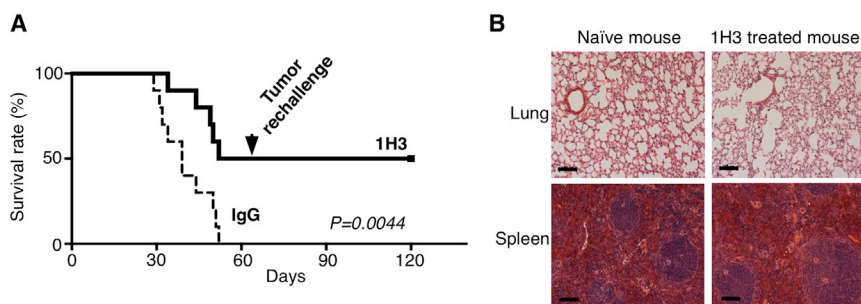 A
Survival rate (%)
100
50
0
0
30
60
90
120
Days
Tumor
rechallenge
1H3
IgG
P=0.0044
B
Naïve mouse
1H3 treated mouse
Lung
Spleen